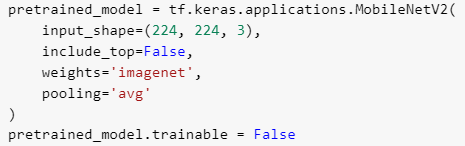 pretrained_model = tf.keras.applications.MobileNetV2(
    input_shape=(224, 224, 3),
    include_top=False,
    weights='imagenet',
    pooling='avg'
)
pretrained_model.trainable = False